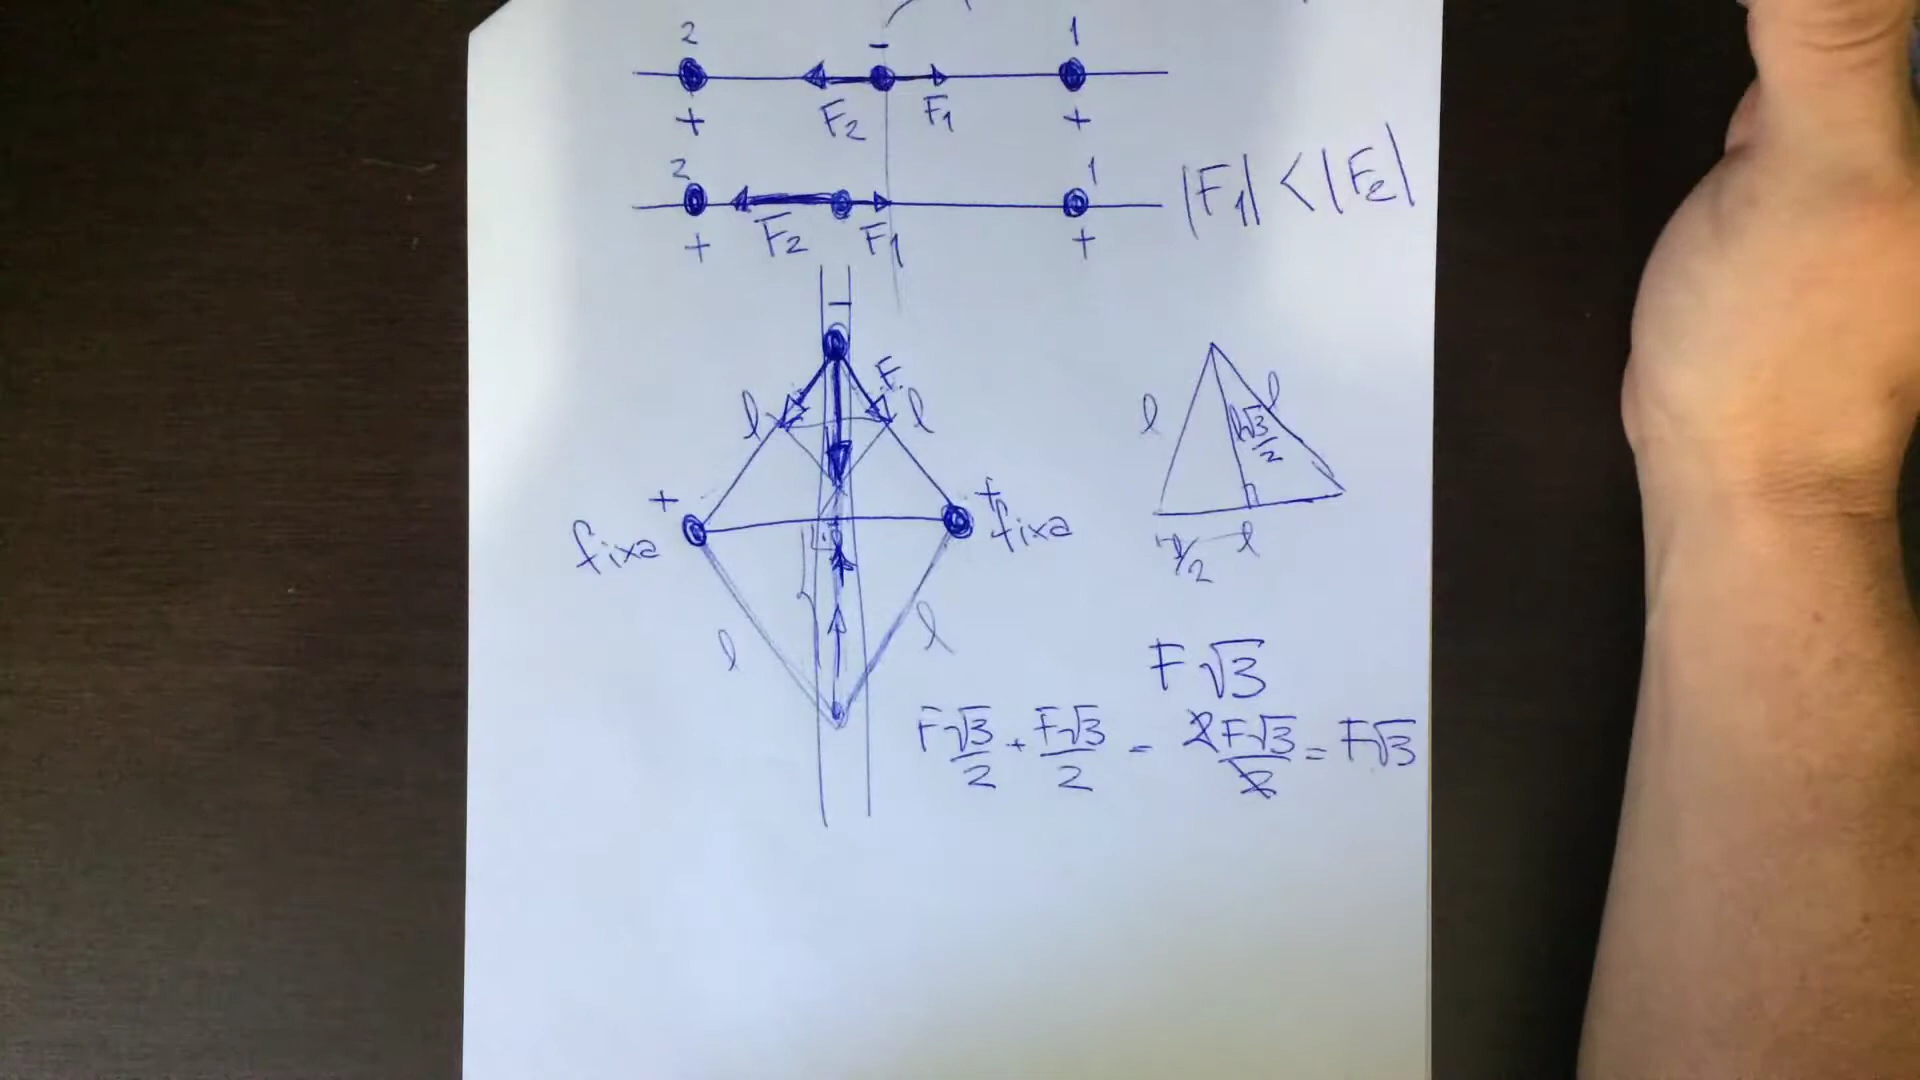 2 - 1
F2 F1
+ +
2 1
|F1| < |F2|
F2 F1
+ +
-
F
l l
l l√3/2 l
+ +
fixa fixa
l/2 l
l l
F√3
F√3/2 + F√3/2 = 2F√3/2 = F√3